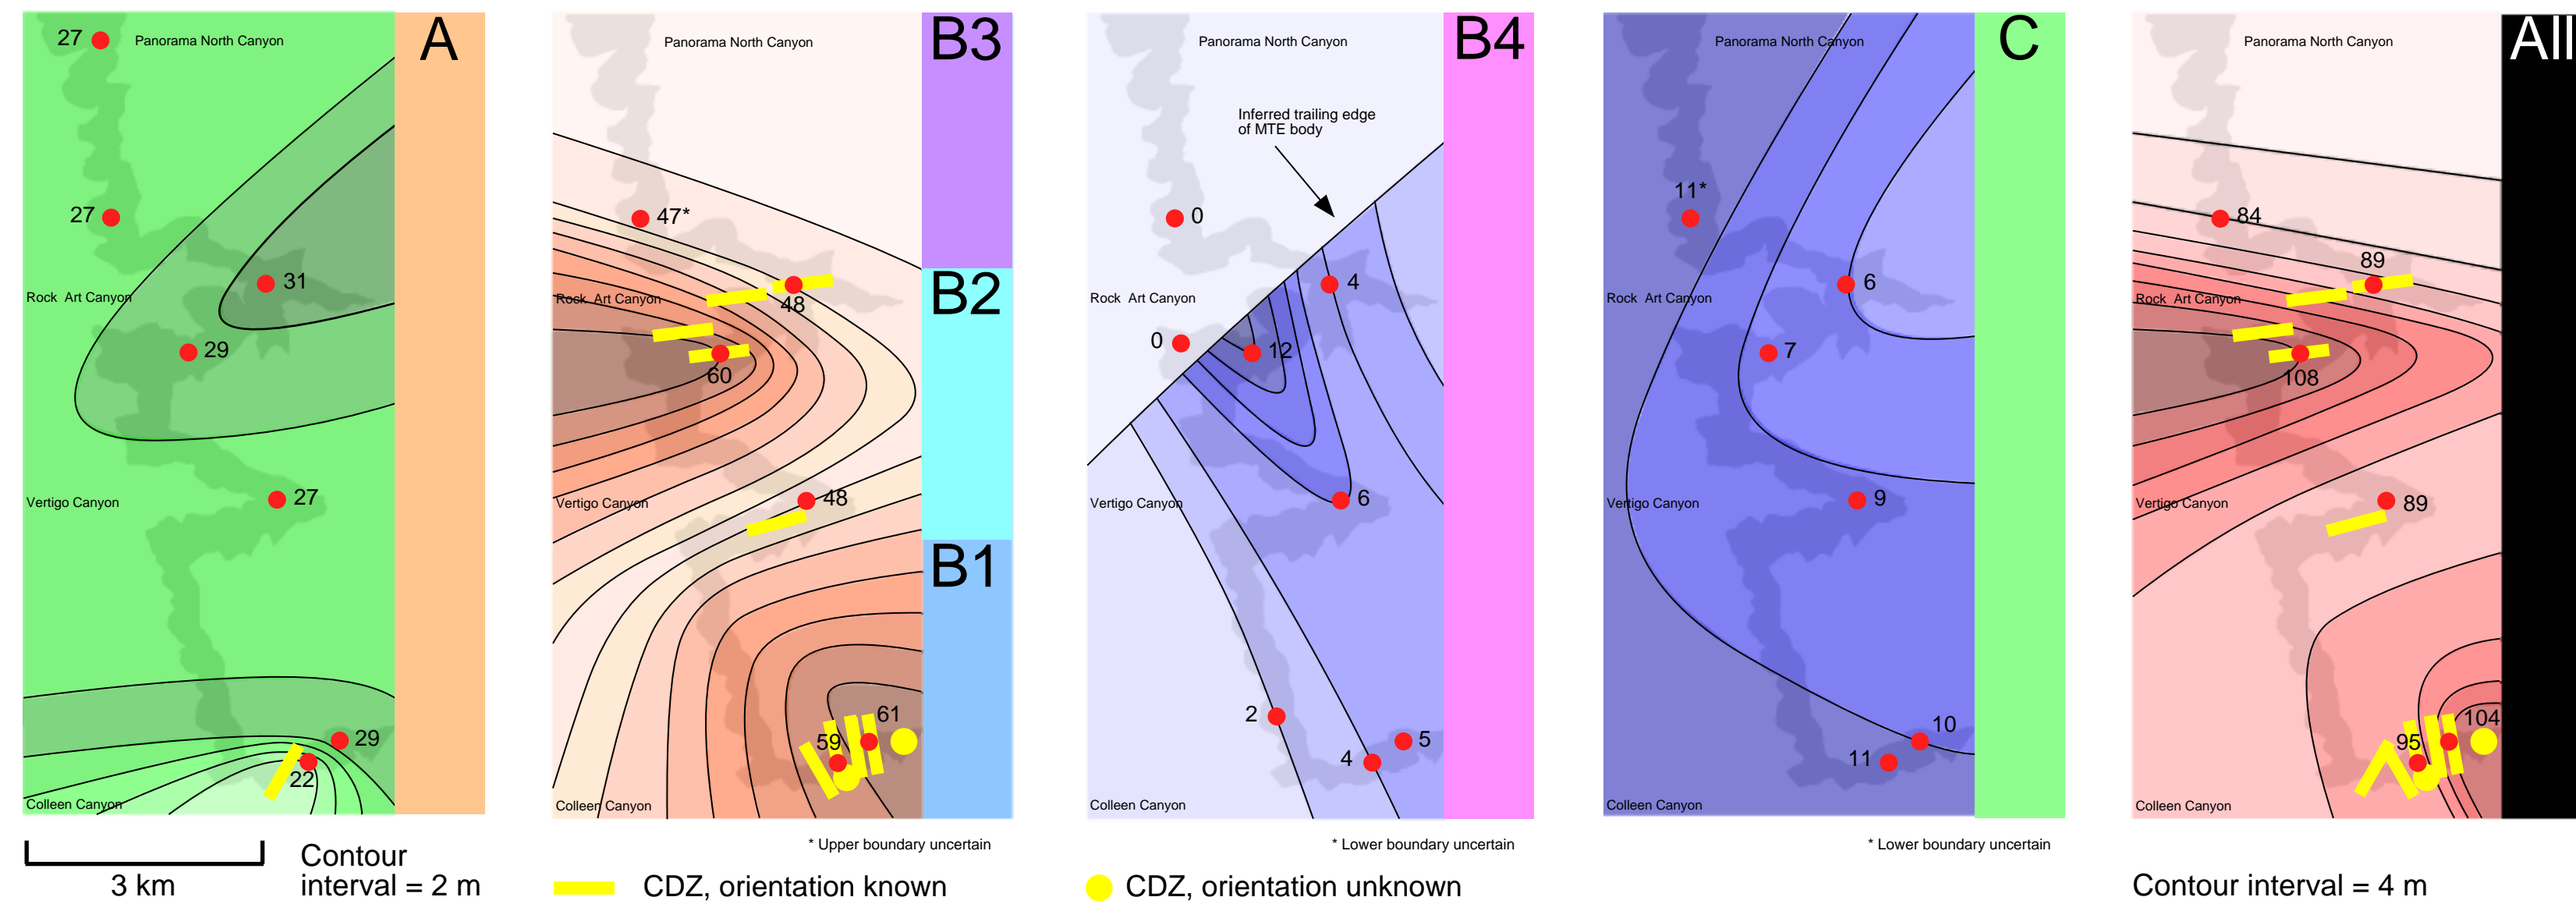 A
27
Panorama North Canyon
27
31
Rock Art Canyon
29
Vertigo Canyon
27
29
22
Colleen Canyon
3 km
Contour
interval = 2 m
B3
B2
B1
Panorama North Canyon
47*
48
Rock Art Canyon
60
Vertigo Canyon
48
61
59
Colleen Canyon
* Upper boundary uncertain
CDZ, orientation known
B4
Panorama North Canyon
Inferred trailing edge
of MTE body
0
4
Rock Art Canyon
0
12
Vertigo Canyon
6
2
5
4
Colleen Canyon
* Lower boundary uncertain
CDZ, orientation unknown
C
Panorama North Canyon
11*
6
Rock Art Canyon
7
Vertigo Canyon
9
10
11
Colleen Canyon
* Lower boundary uncertain
All
Panorama North Canyon
84
89
Rock Art Canyon
108
Vertigo Canyon
89
104
95
Colleen Canyon
Contour interval = 4 m